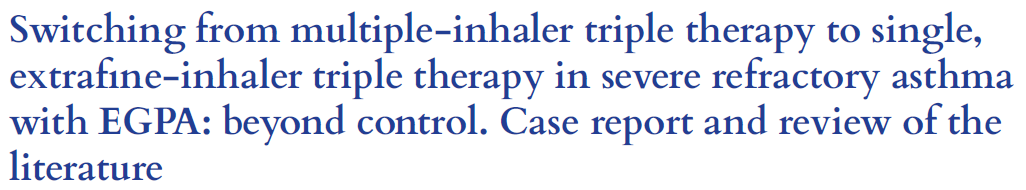 Switching from multiple-inhaler triple therapy to single,
extrafine-inhaler triple therapy in severe refractory asthma
with EGPA: beyond control. Case report and review of the
literature